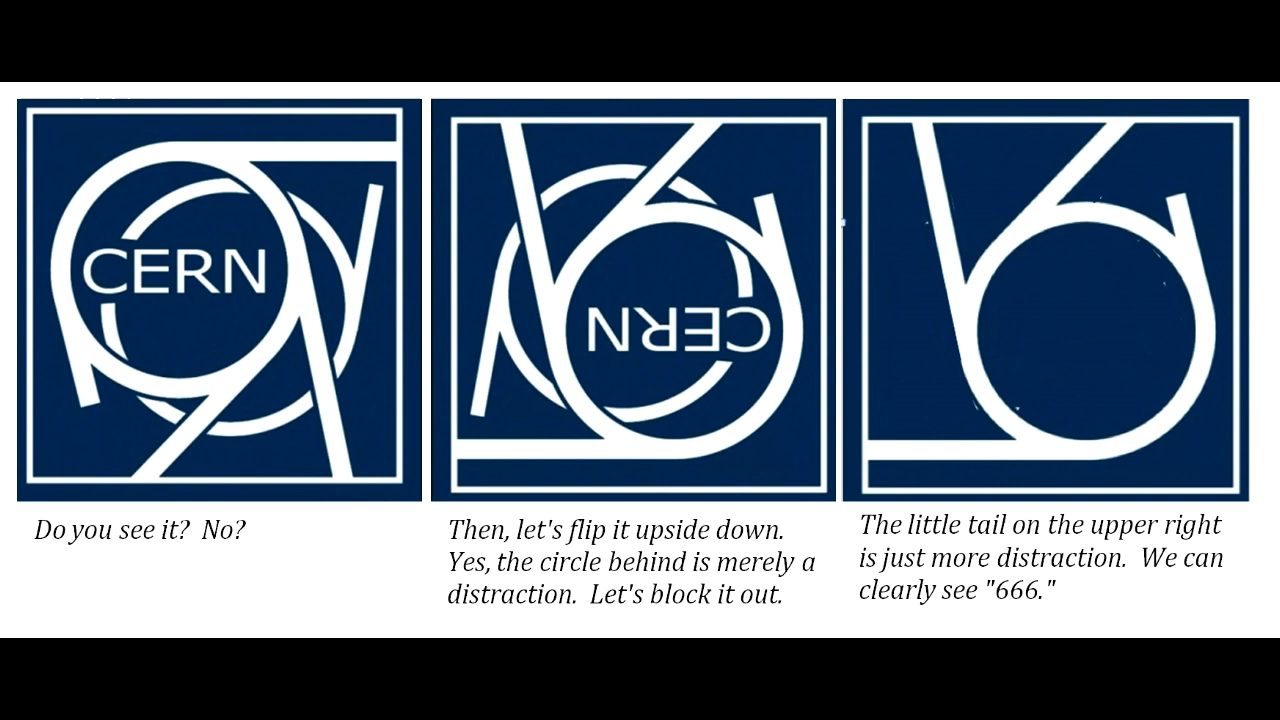 CERN
CERN
Do you see it? No?
Then, let's flip it upside down.
Yes, the circle behind is merely a
distraction. Let's block it out.
The little tail on the upper right
is just more distraction. We can
clearly see "666."